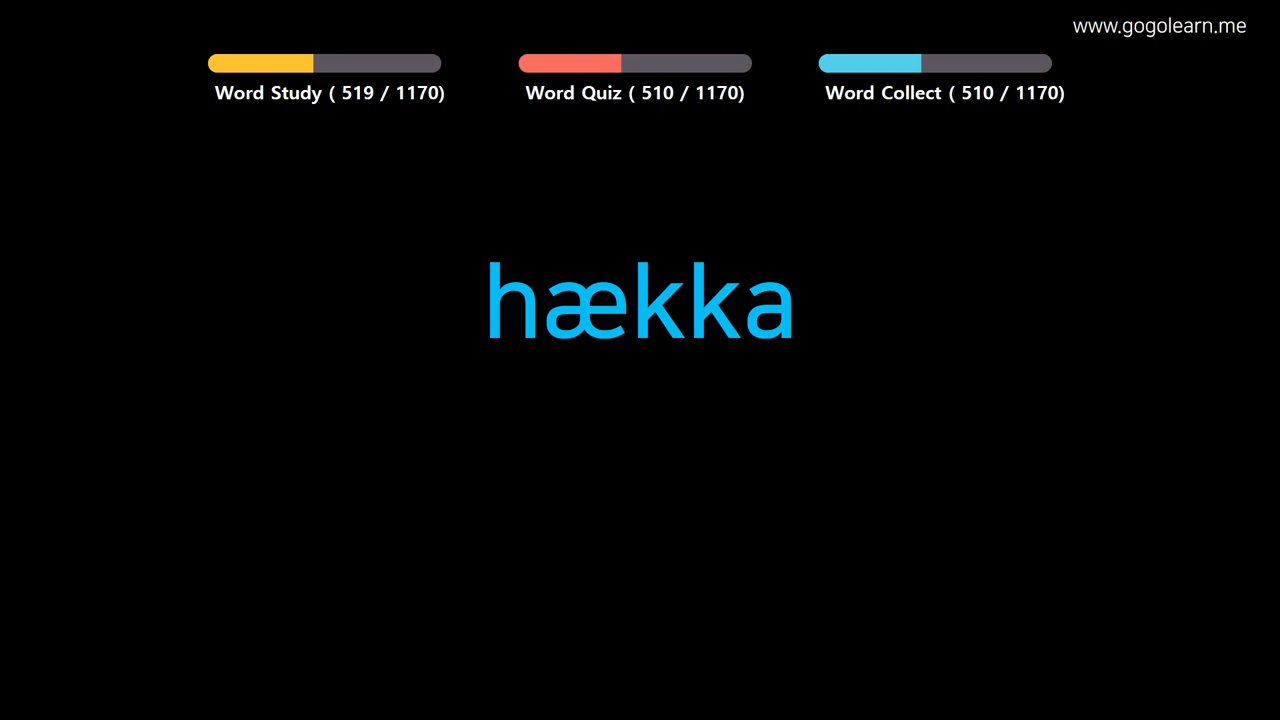 www.gogolearn.me
Word Study ( 519 / 1170)
Word Quiz ( 510 / 1170)
Word Collect ( 510 / 1170)
hækka